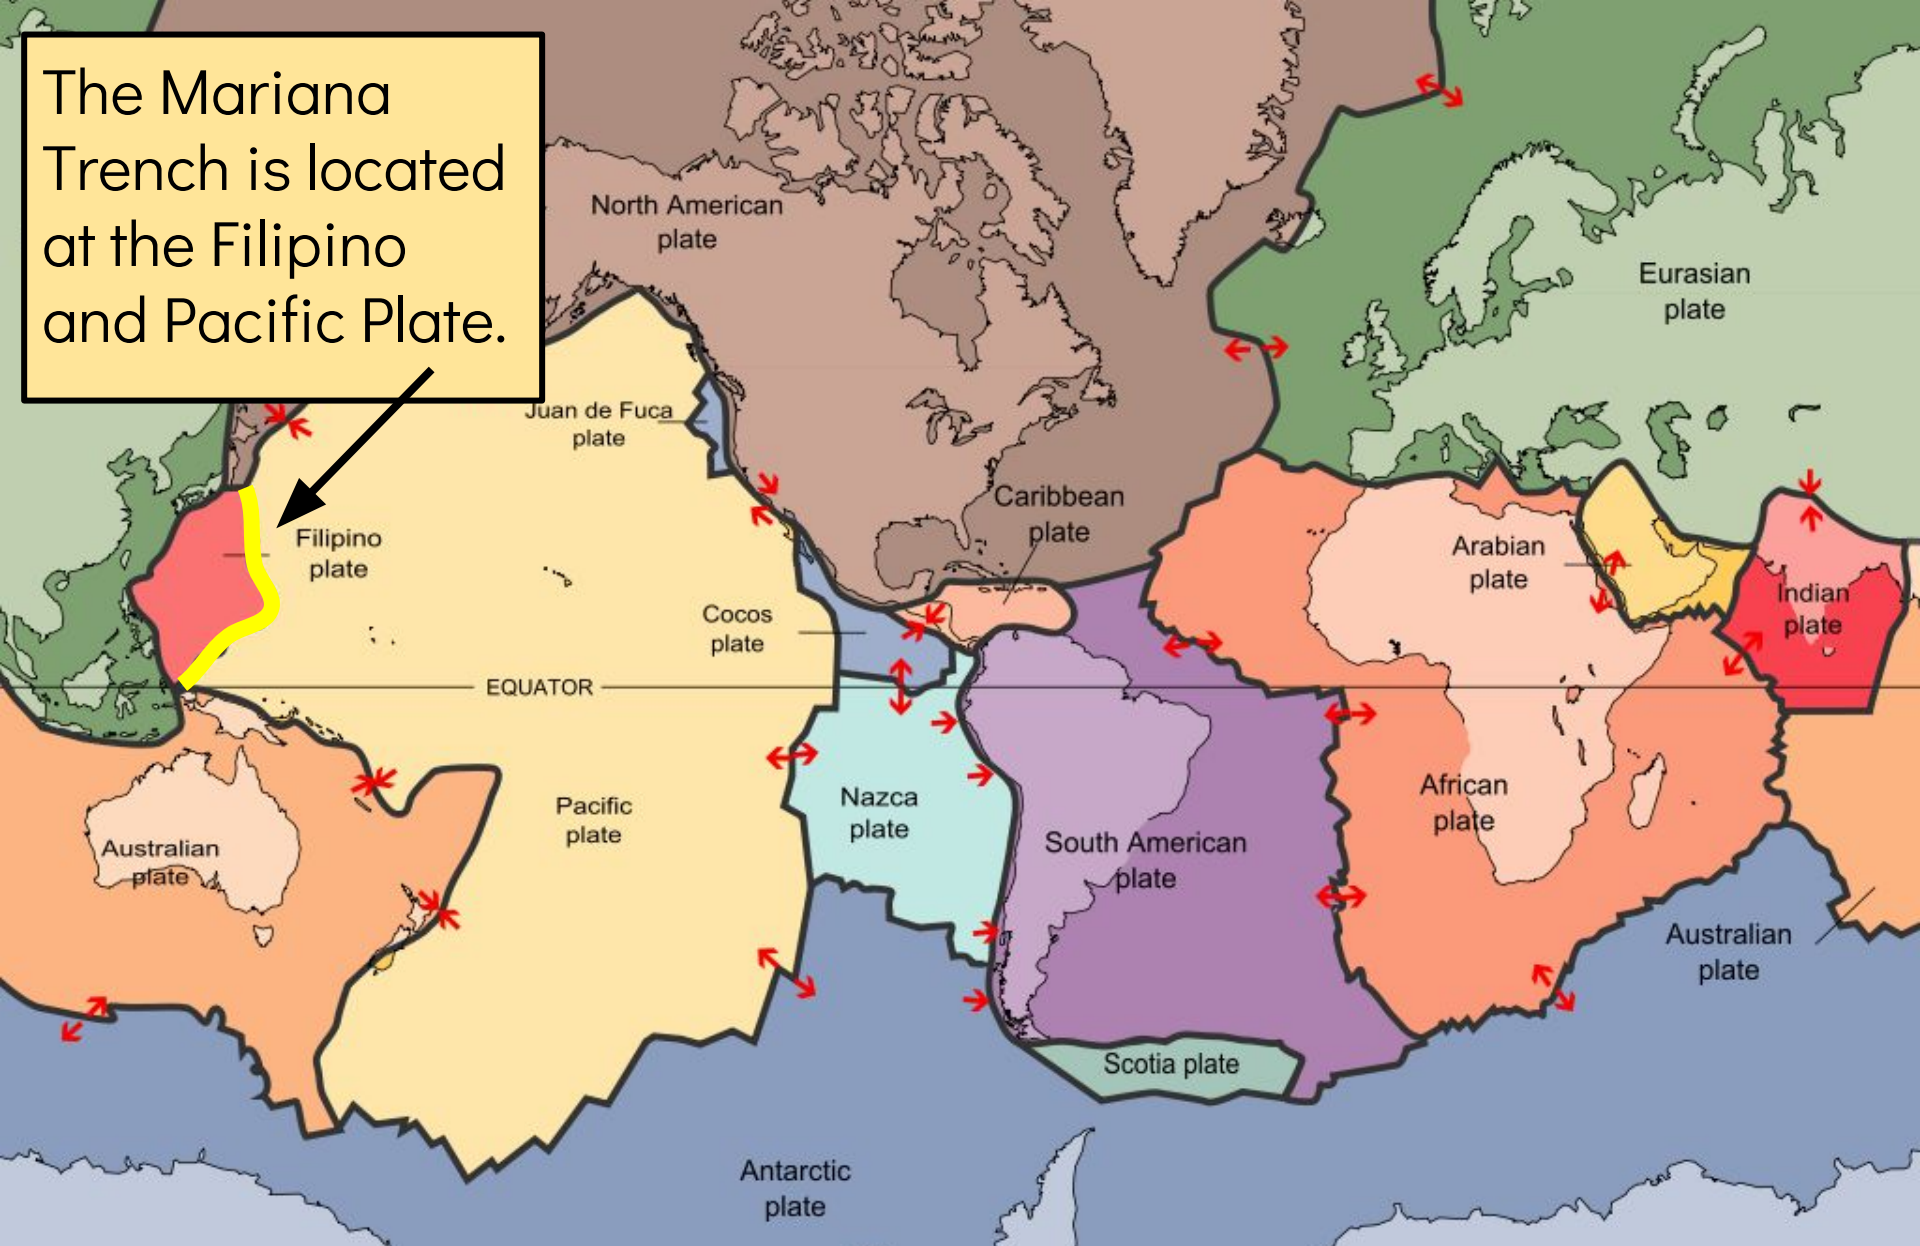 The Mariana
Trench is located
at the Filipino
and Pacific Plate.
North American
plate
Eurasian
plate
Juan de Fuca
plate
Caribbean
plate
Filipino
plate
Arabian
plate
Indian
plate
Cocos
plate
EQUATOR
Pacific
plate
Nazca
plate
African
plate
South American
plate
Australian
plate
Australian
plate
Scotia plate
Antarctic
plate